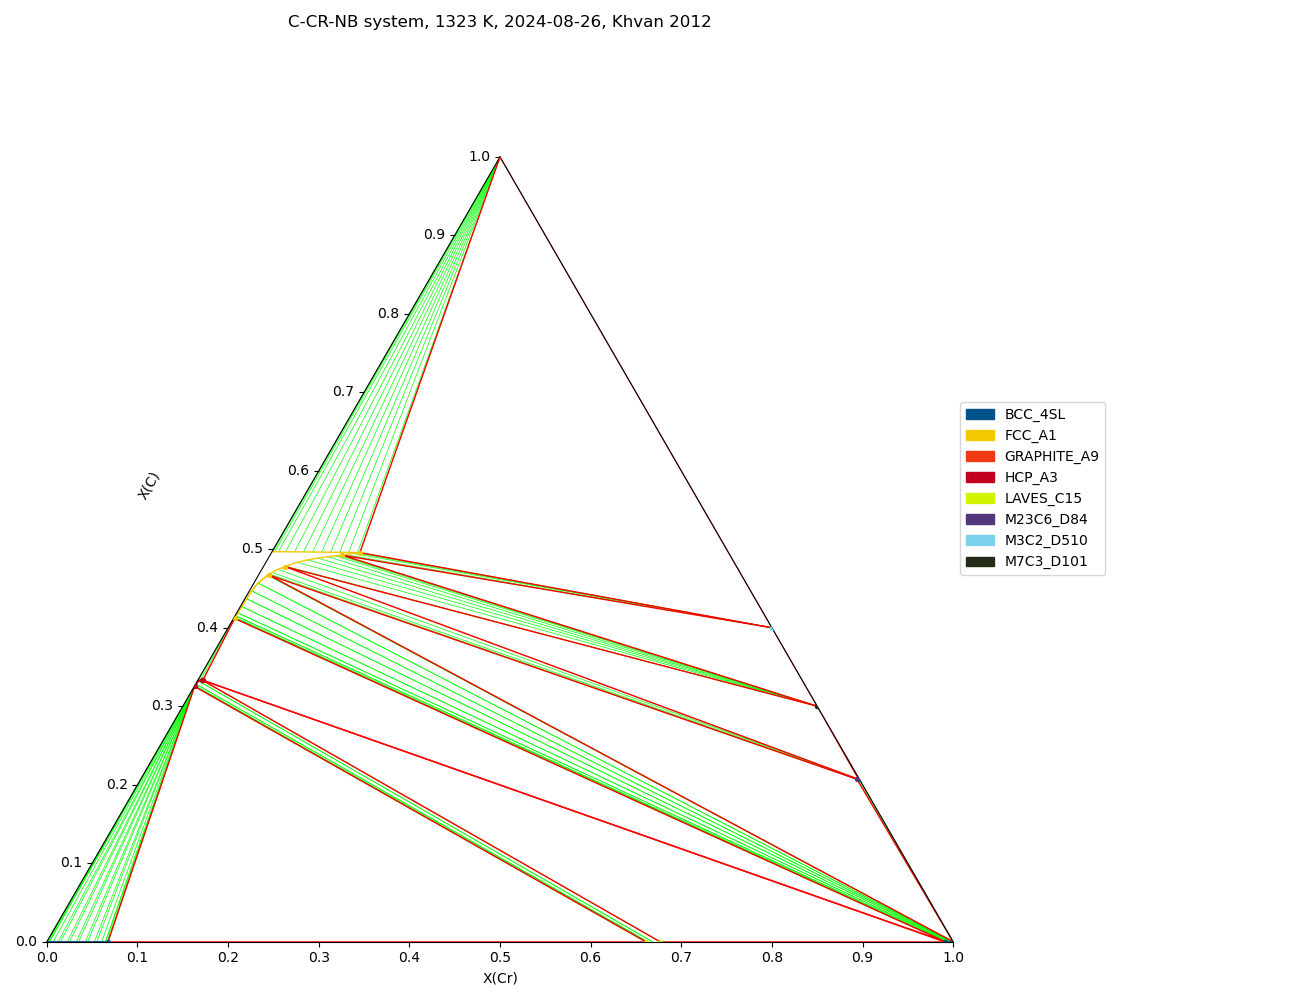 C-CR-NB system, 1323 K, 2024-08-26, Khvan 2012
1.0
0.9
0.8
0.7
0.6
0.5
0.4
0.3
0.2
0.1
0.0
X(C)
0.0 0.1 0.2 0.3 0.4 0.5 0.6 0.7 0.8 0.9 1.0
X(Cr)
BCC_4SL
FCC_A1
GRAPHITE_A9
HCP_A3
LAVES_C15
M23C6_D84
M3C2_D510
M7C3_D101